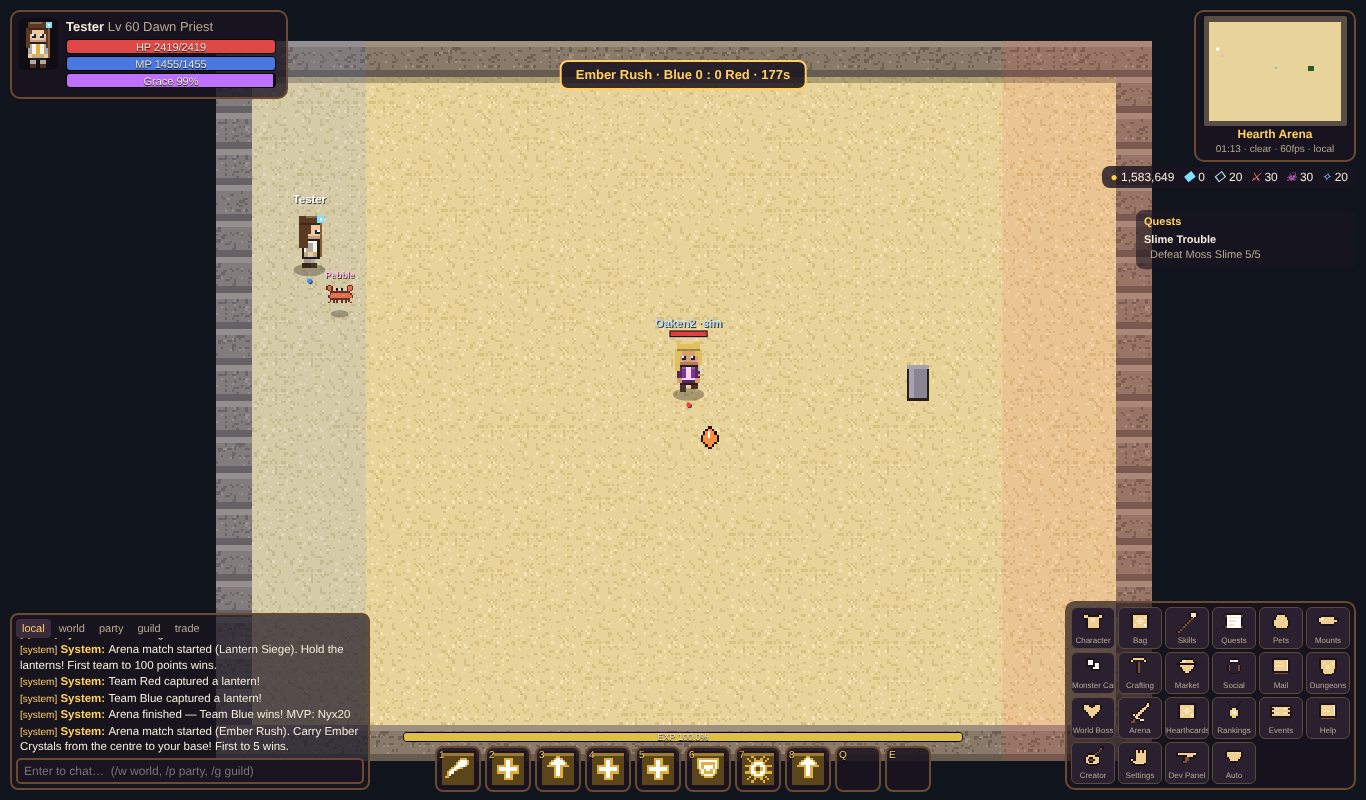 Tester Lv 60 Dawn Priest
HP 2419/2419
MP 1455/1455
Grace 99%
Ember Rush · Blue 0 : 0 Red · 177s
Hearth Arena
01:13 · clear · 60fps · local
1,583,649 0 20 30 30 20
Quests
Slime Trouble
Defeat Moss Slime 5/5
Tester
Pebble
Oaken2 ·sim
local world party guild trade
[system] System: Arena match started (Lantern Siege). Hold the
lanterns! First team to 100 points wins.
[system] System: Team Red captured a lantern!
[system] System: Team Blue captured a lantern!
[system] System: Arena finished — Team Blue wins! MVP: Nyx20
[system] System: Arena match started (Ember Rush). Carry Ember
Crystals from the centre to your base! First to 5 wins.
Enter to chat… (/w world, /p party, /g guild)
EXP 100.0%
1 2 3 4 5 6 7 8 Q E
Character Bag Skills Quests Pets Mounts
Monster Ca Crafting Market Social Mail Dungeons
World Boss Arena Hearthcards Rankings Events Help
Creator Settings Dev Panel Auto